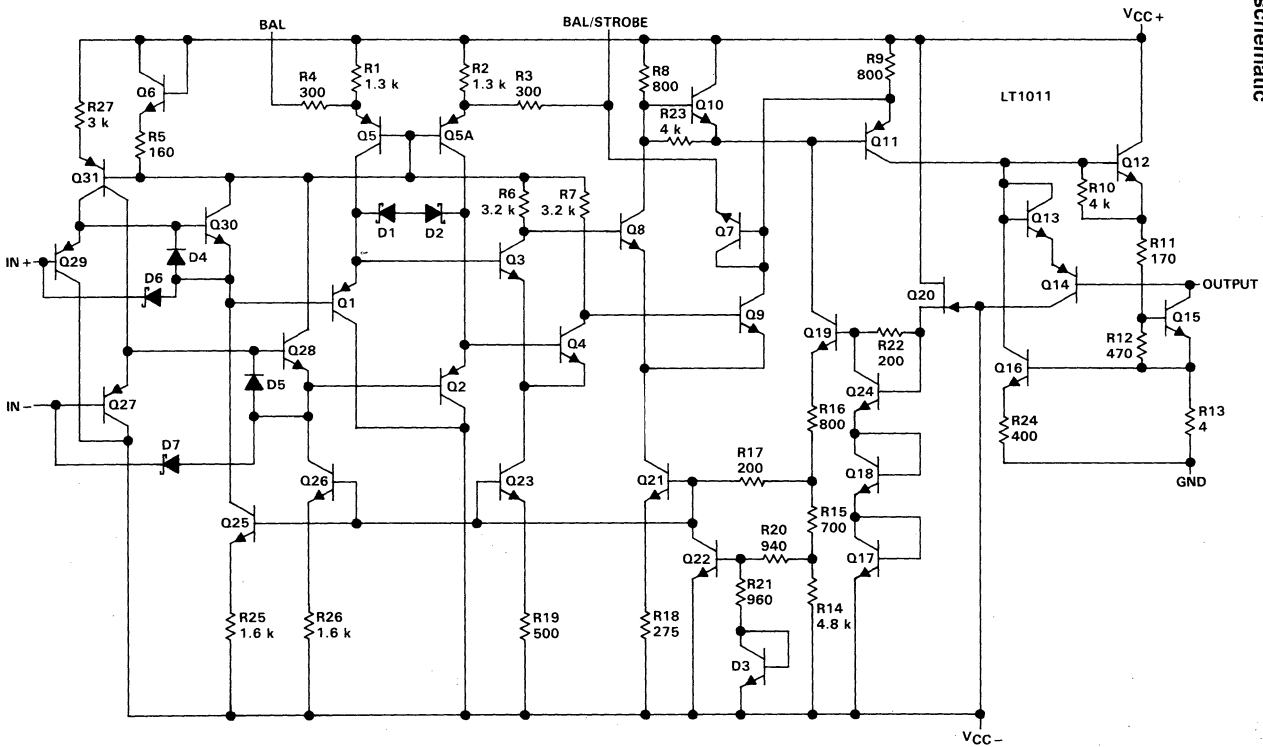 schematic
BAL
BAL/STROBE
VCC+
R4
300
R1
1.3 k
R2
1.3 k
R3
300
R8
800
R9
800
LT1011
Q6
R27
3 k
R5
160
Q5
Q5A
Q10
R23
4 k
Q11
Q12
Q31
R10
4 k
R6
3.2 k
R7
3.2 k
Q30
Q13
D1
D2
Q8
Q7
IN+
Q29
D4
Q3
R11
170
D6
Q14
OUTPUT
Q1
Q20
Q9
Q15
Q19
R22
200
Q28
Q4
R12
470
D5
Q2
Q16
Q24
IN-
Q27
R16
800
R24
400
R13
4
D7
R17
200
Q18
GND
Q26
Q23
Q21
Q25
R15
700
R20
940
Q22
Q17
R21
960
R25
1.6 k
R26
1.6 k
R19
500
R18
275
R14
4.8 k
D3
VCC-